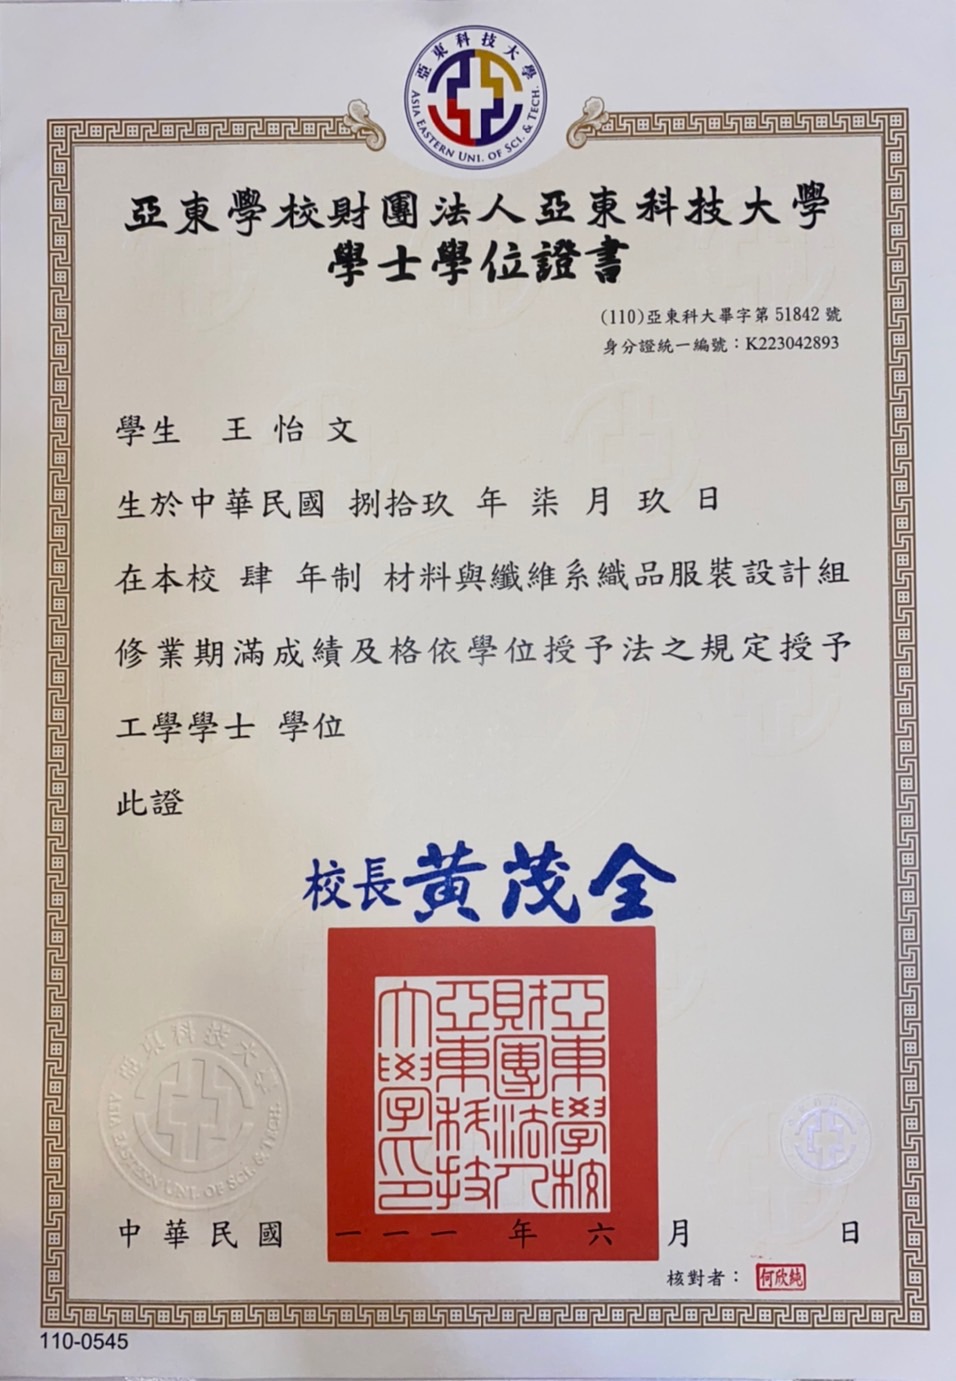 亞東科技大學
ASIA EASTERN UNI. OF SCI. & TECH.
亞東學校財團法人亞東科技大學
學士學位證書
(110)亞東科大畢字第 51842 號
身分證統一編號：K223042893
學生 王怡文
生於中華民國 捌拾玖 年 柒 月 玖 日
在本校 肆 年制 材料與纖維系織品服裝設計組
修業期滿成績及格依學位授予法之規定授予
工學學士 學位
此證
校長黃茂全
亞東學校財團法人亞東科技大學印
亞東科技大學
ASIA EASTERN UNI. OF SCI. & TECH.
中華民國 一一一 年 六 月 日
核對者： 何欣純
110-0545